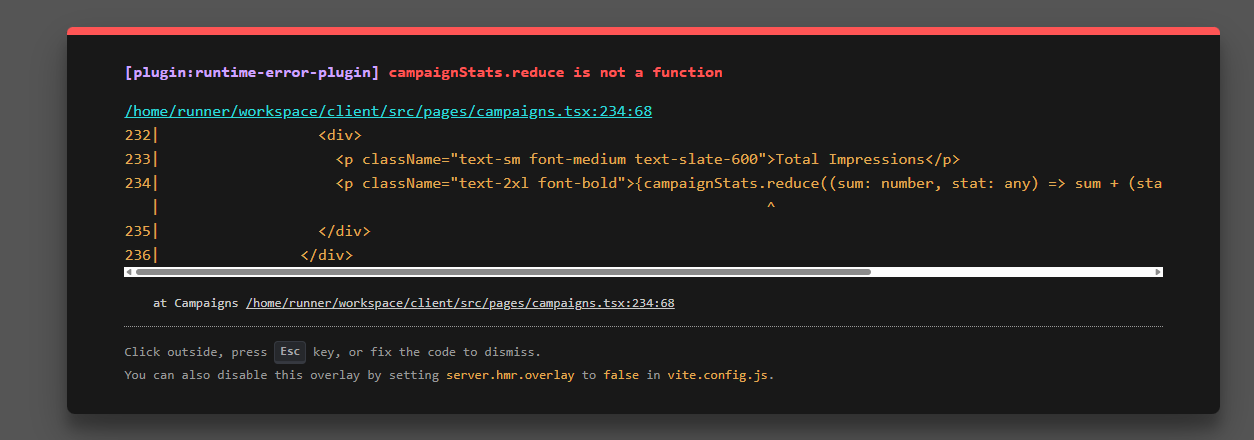 [plugin:runtime-error-plugin] campaignStats.reduce is not a function
/home/runner/workspace/client/src/pages/campaigns.tsx:234:68
232|                  <div>
233|                    <p className="text-sm font-medium text-slate-600">Total Impressions</p>
234|                    <p className="text-2xl font-bold">{campaignStats.reduce((sum: number, stat: any) => sum + (sta
   |                                                                     ^
235|                  </div>
236|                </div>
at Campaigns /home/runner/workspace/client/src/pages/campaigns.tsx:234:68
Click outside, press Esc key, or fix the code to dismiss.
You can also disable this overlay by setting server.hmr.overlay to false in vite.config.js.